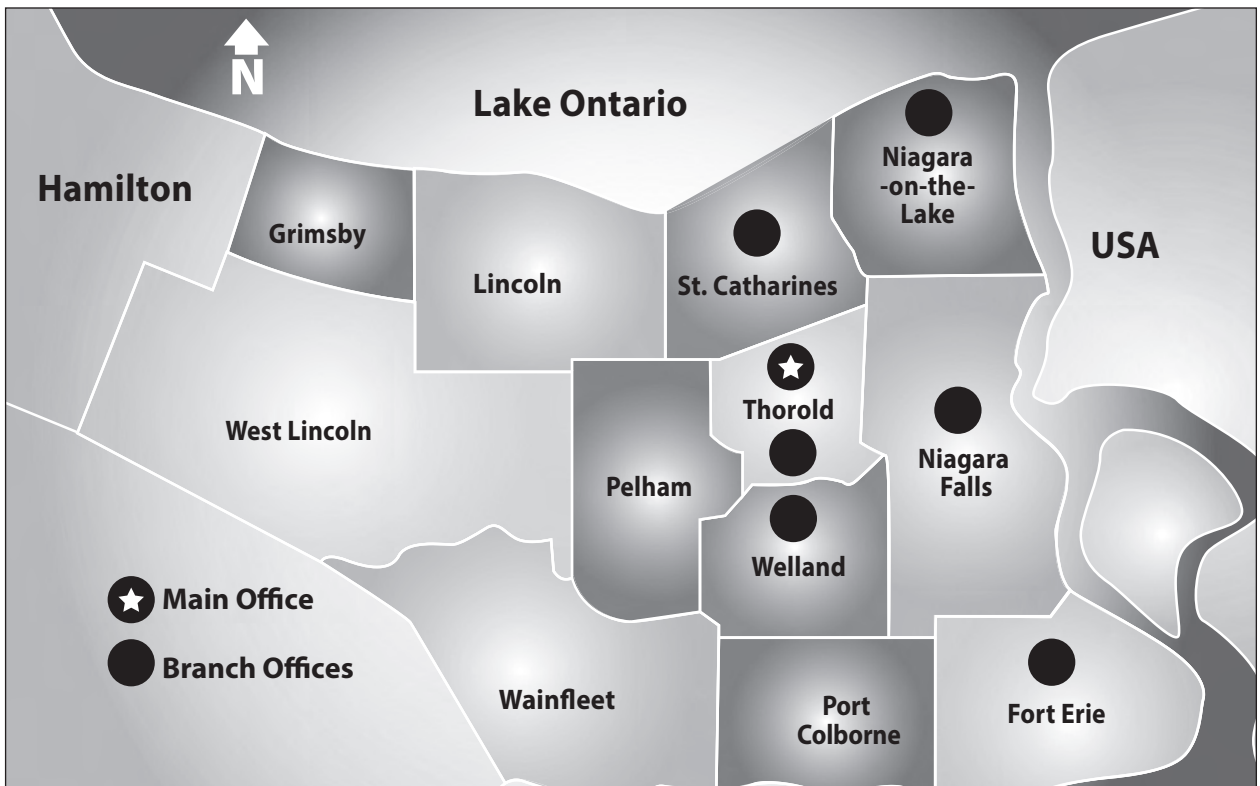 N
Lake Ontario
Hamilton
Grimsby
Lincoln
St. Catharines
Niagara
-on-the-
Lake
USA
West Lincoln
Thorold
Pelham
Niagara
Falls
Welland
Main Office
Branch Offices
Wainfleet
Port
Colborne
Fort Erie